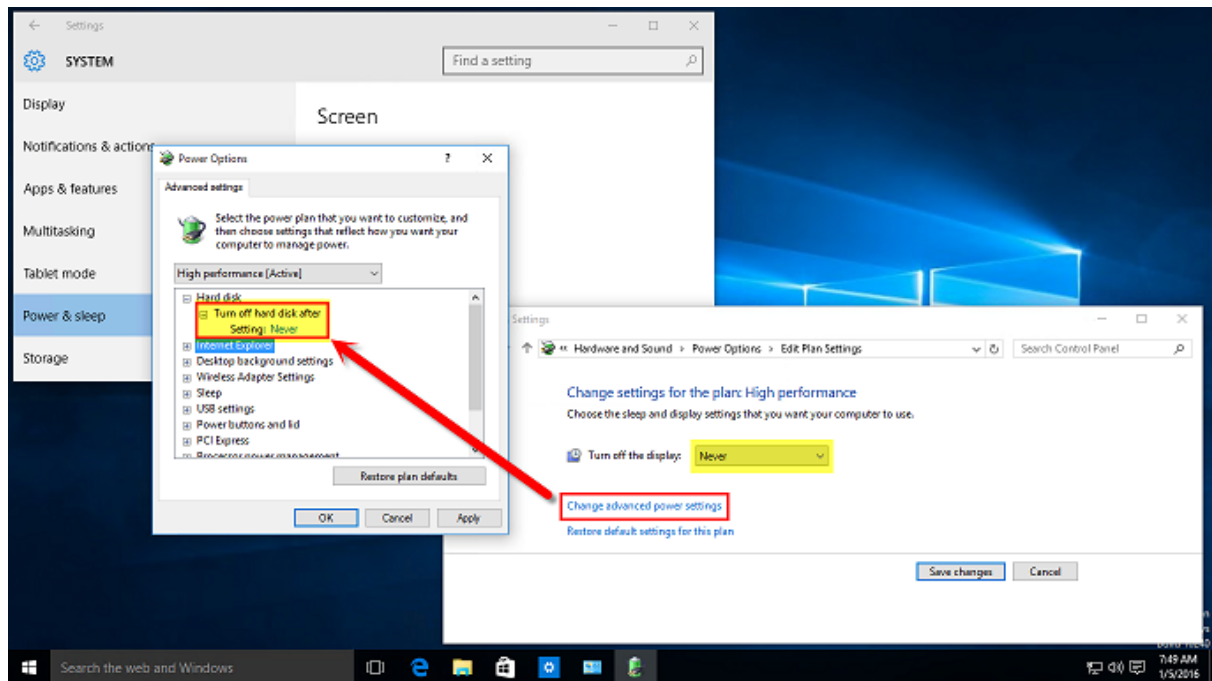 Settings
SYSTEM
Find a setting
Display
Notifications & actions
Apps & features
Multitasking
Tablet mode
Power & sleep
Storage
Screen
Power Options
?
Advanced settings
Select the power plan that you want to customize, and
then choose settings that reflect how you want your
computer to manage power.
High performance [Active]
Hard disk
Turn off hard disk after
Setting: Never
Internet Explorer
Desktop background settings
Wireless Adapter Settings
Sleep
USB settings
Power buttons and lid
PCI Express
Processor power management
Restore plan defaults
OK Cancel Apply
Settings
« Hardware and Sound › Power Options › Edit Plan Settings
Search Control Panel
Change settings for the plan: High performance
Choose the sleep and display settings that you want your computer to use.
Turn off the display: Never
Change advanced power settings
Restore default settings for this plan
Save changes Cancel
Search the web and Windows
7:49 AM
1/5/2016